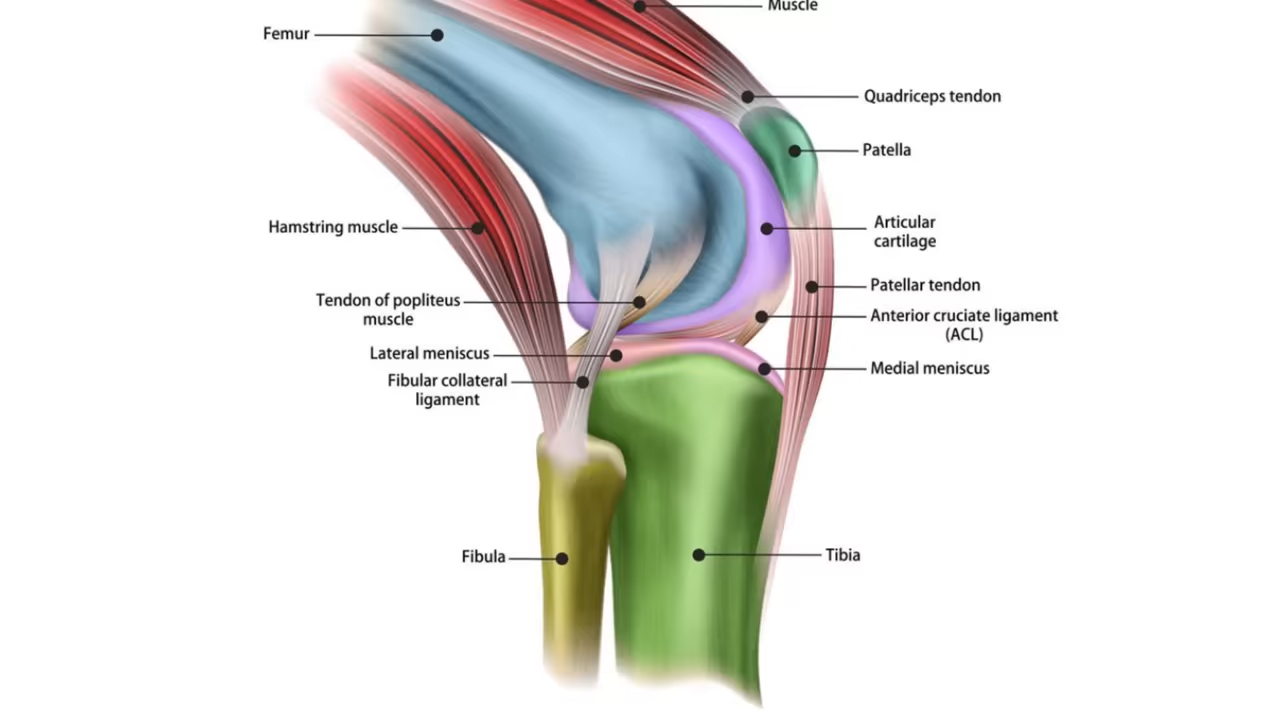 Muscle
Femur
Quadriceps tendon
Patella
Hamstring muscle
Articular
cartilage
Patellar tendon
Tendon of popliteus
muscle
Anterior cruciate ligament
(ACL)
Lateral meniscus
Medial meniscus
Fibular collateral
ligament
Fibula
Tibia